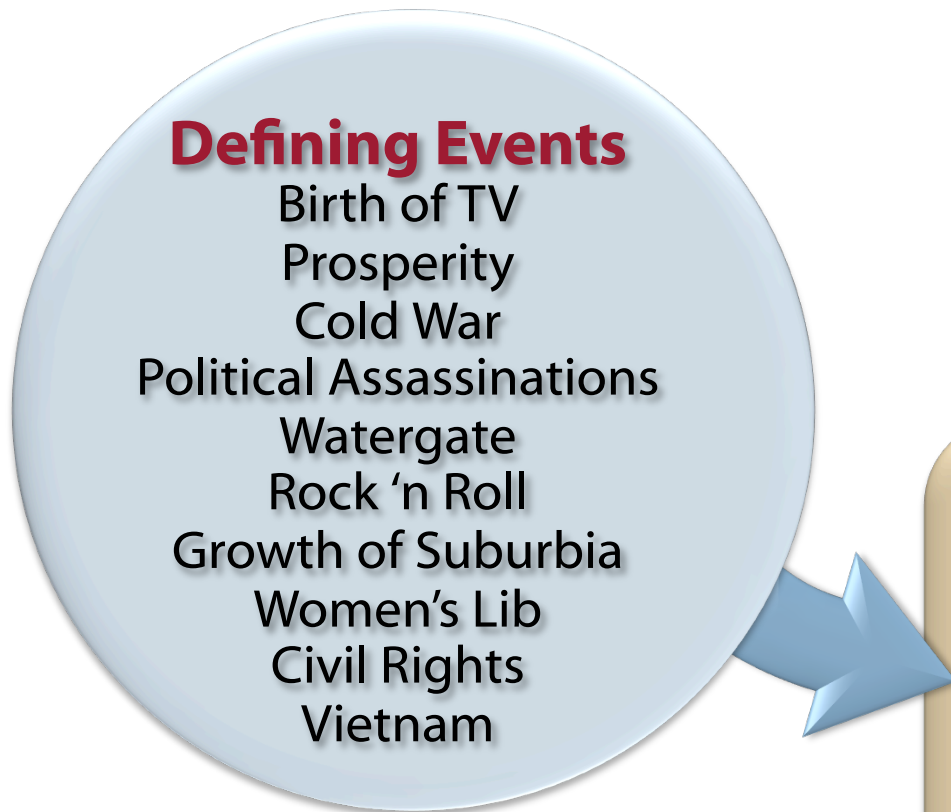 Defining Events
Birth of TV
Prosperity
Cold War
Political Assassinations
Watergate
Rock ‘n Roll
Growth of Suburbia
Women’s Lib
Civil Rights
Vietnam